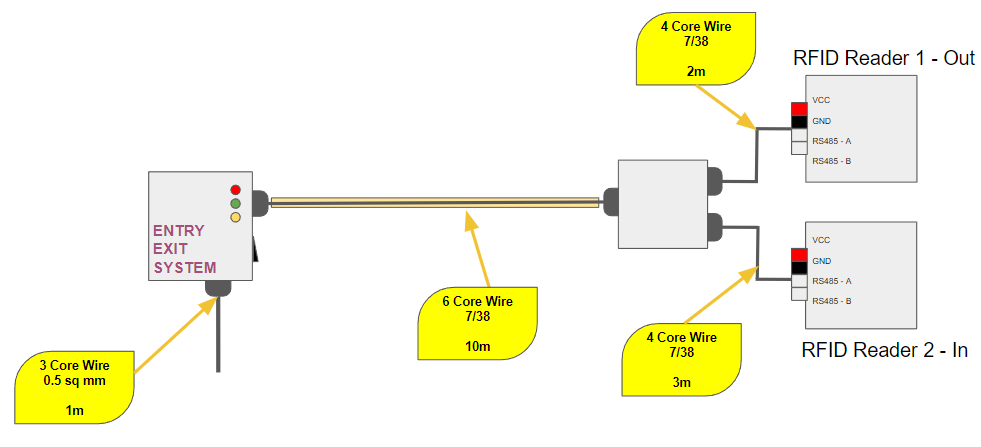 4 Core Wire
7/38
2m
RFID Reader 1 - Out
VCC
GND
RS485 - A
RS485 - B
ENTRY
EXIT
SYSTEM
6 Core Wire
7/38
10m
VCC
GND
RS485 - A
RS485 - B
4 Core Wire
7/38
3m
RFID Reader 2 - In
3 Core Wire
0.5 sq mm
1m